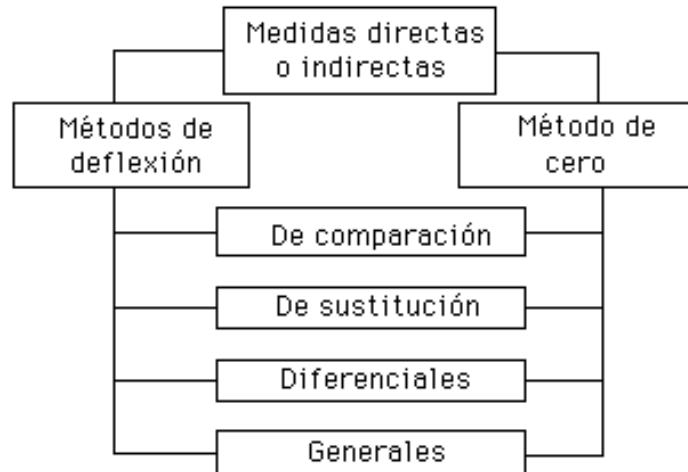 Medidas directas
o indirectas
Métodos de
deflexión
Método de
cero
De comparación
De sustitución
Diferenciales
Generales